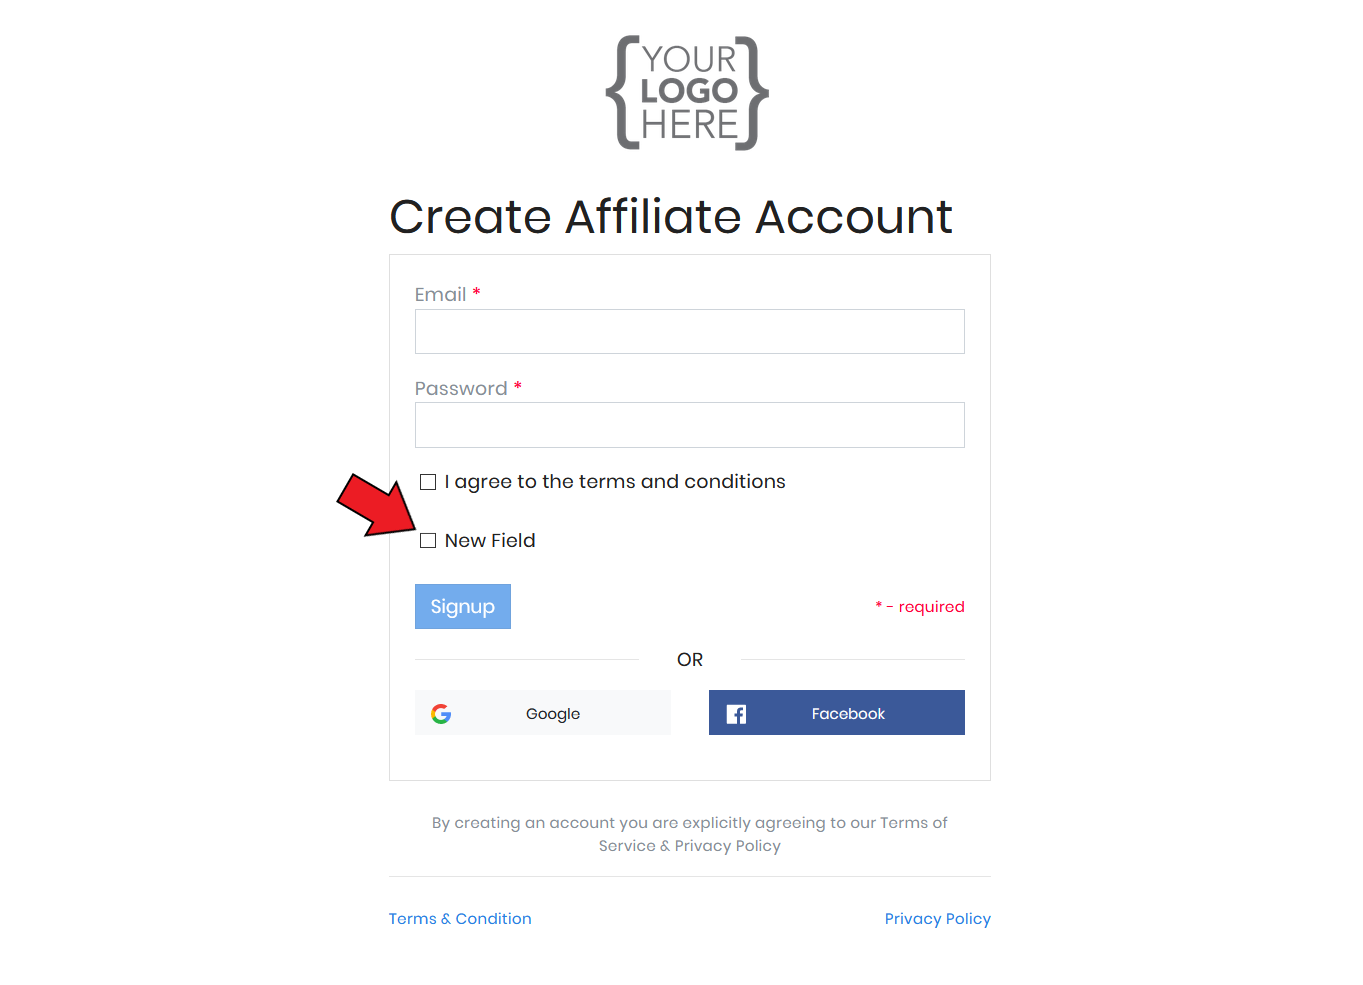 YOUR
LOGO
HERE
Create Affiliate Account
Email *
Password *
I agree to the terms and conditions
New Field
Signup
* - required
OR
Google
Facebook
By creating an account you are explicitly agreeing to our Terms of
Service & Privacy Policy
Terms & Condition
Privacy Policy